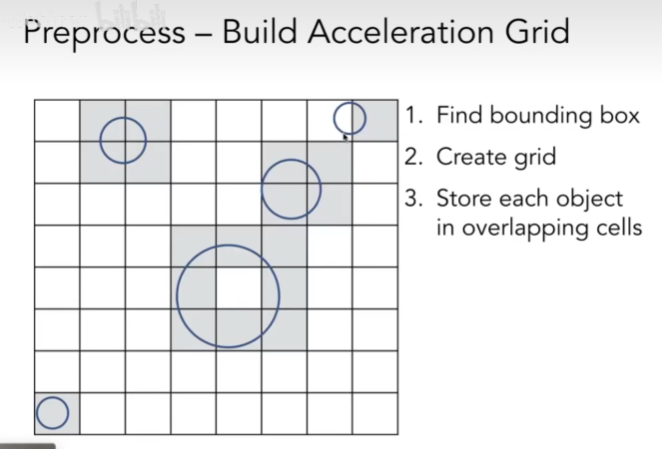 Preprocess – Build Acceleration Grid
1. Find bounding box
2. Create grid
3. Store each object
in overlapping cells